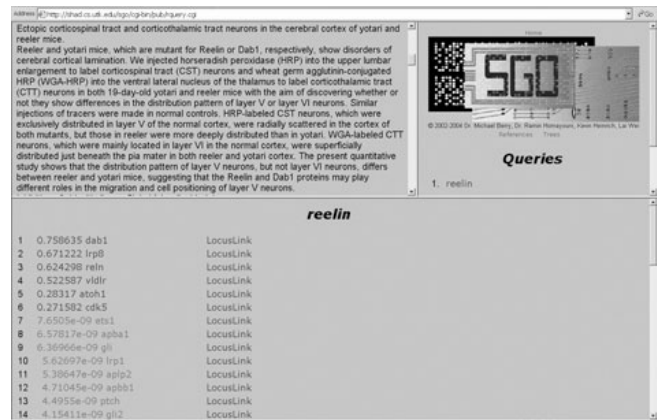 Address http://shad.cs.utk.edu/sgo/cgi-bin/pub/rquery.cgi Go
Ectopic corticospinal tract and corticothalamic tract neurons in the cerebral cortex of yotari and
reeler mice.
Reeler and yotari mice, which are mutant for Reelin or Dab1, respectively, show disorders of
cerebral cortical lamination. We injected horseradish peroxidase (HRP) into the upper lumbar
enlargement to label corticospinal tract (CST) neurons and wheat germ agglutinin-conjugated
HRP (WGA-HRP) into the ventral lateral nucleus of the thalamus to label corticothalamic tract
(CTT) neurons in both 19-day-old yotari and reeler mice with the aim of discovering whether or
not they show differences in the distribution pattern of layer V or layer VI neurons. Similar
injections of tracers were made in normal controls. HRP-labeled CST neurons, which were
exclusively distributed in layer V of the normal cortex, were radially scattered in the cortex of
both mutants, but those in reeler were more deeply distributed than in yotari. WGA-labeled CTT
neurons, which were mainly located in layer VI in the normal cortex, were superficially
distributed just beneath the pia mater in both reeler and yotari cortex. The present quantitative
study shows that the distribution pattern of layer V neurons, but not layer VI neurons, differs
between reeler and yotari mice, suggesting that the Reelin and Dab1 proteins may play
different roles in the migration and cell positioning of layer V neurons.
Home
SGO
© 2002-2004 Dr. Michael Berry, Dr. Ramin Homayouni, Kevin Heinrich, Lai Wei
References Trees
Queries
1. reelin
reelin
1 0.758635 dab1 LocusLink
2 0.671222 lrp8 LocusLink
3 0.624298 reln LocusLink
4 0.522587 vldlr LocusLink
5 0.28317 atoh1 LocusLink
6 0.271582 cdk5 LocusLink
7 7.6505e-09 ets1 LocusLink
8 6.57817e-09 apba1 LocusLink
9 6.36966e-09 gli LocusLink
10 5.62697e-09 lrp1 LocusLink
11 5.38647e-09 aplp2 LocusLink
12 4.71045e-09 apbb1 LocusLink
13 4.4955e-09 ptch LocusLink
14 4.15411e-09 gli2 LocusLink